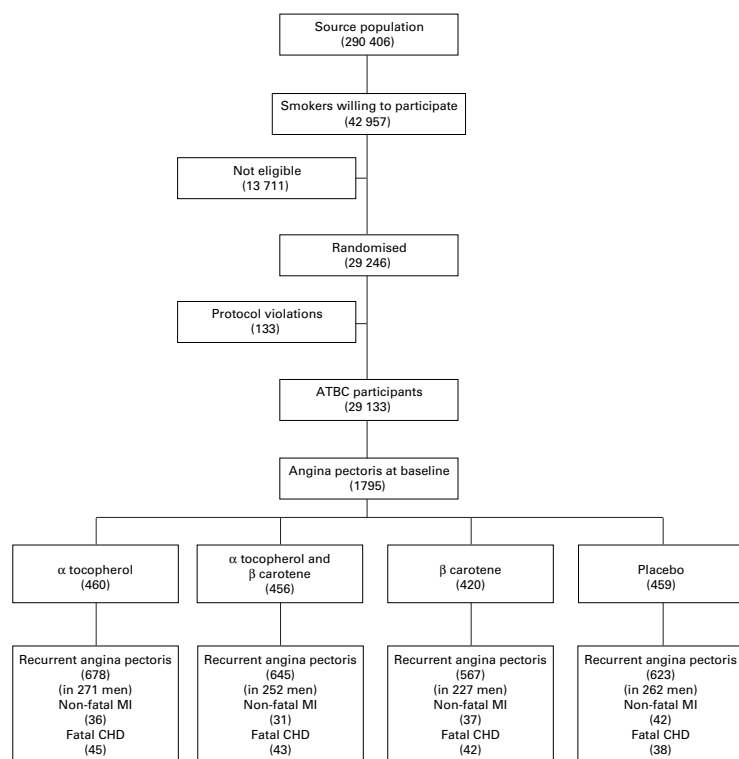 Source population
(290 406)
Smokers willing to participate
(42 957)
Not eligible
(13 711)
Randomised
(29 246)
Protocol violations
(133)
ATBC participants
(29 133)
Angina pectoris at baseline
(1795)
α tocopherol
(460)
α tocopherol and
β carotene
(456)
β carotene
(420)
Placebo
(459)
Recurrent angina pectoris
(678)
(in 271 men)
Non-fatal MI
(36)
Fatal CHD
(45)
Recurrent angina pectoris
(645)
(in 252 men)
Non-fatal MI
(31)
Fatal CHD
(43)
Recurrent angina pectoris
(567)
(in 227 men)
Non-fatal MI
(37)
Fatal CHD
(42)
Recurrent angina pectoris
(623)
(in 262 men)
Non-fatal MI
(42)
Fatal CHD
(38)